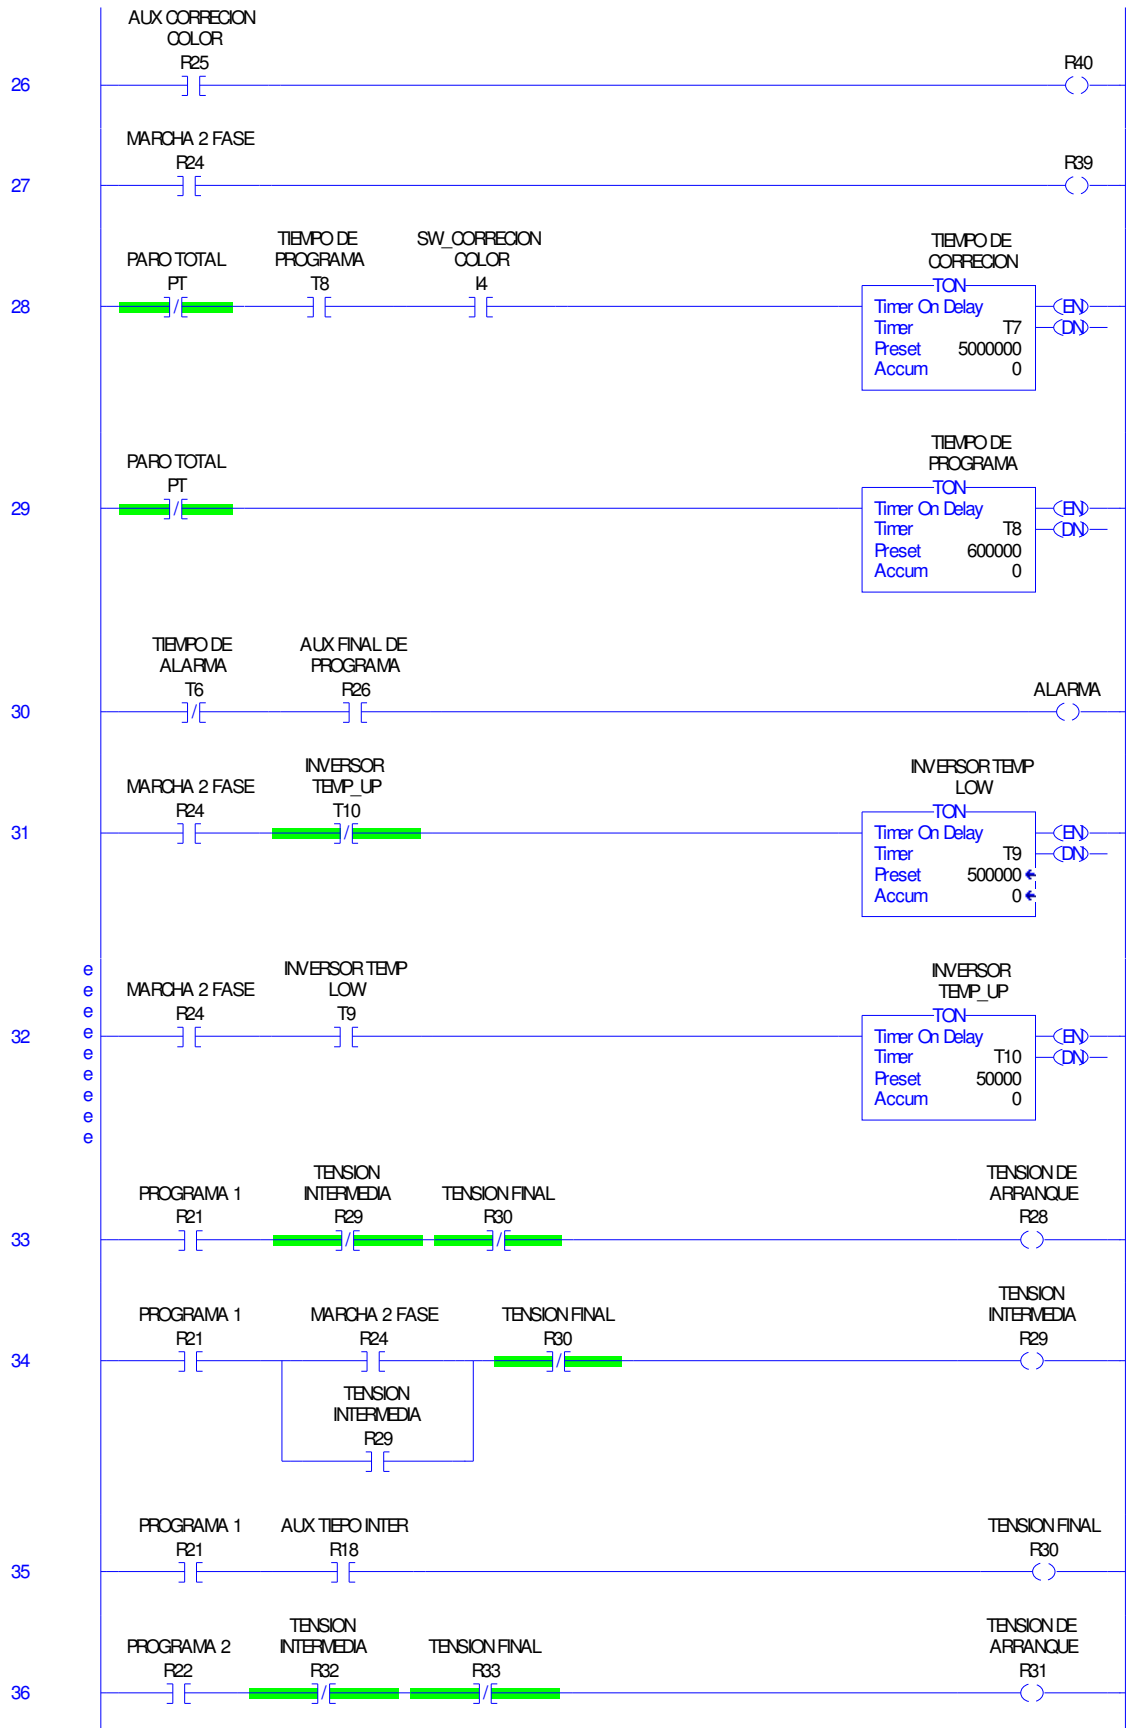 AUX CORRECION
COLOR
R25
R40
26
MARCHA 2 FASE
R24
R39
27
PARO TOTAL
PT
TIEMPO DE
PROGRAMA
T8
SW_CORRECION
COLOR
I4
TIEMPO DE
CORRECION
TON
28
Timer On Delay
Timer T7
Preset 5000000
Accum 0
EN
DN
PARO TOTAL
PT
TIEMPO DE
PROGRAMA
TON
29
Timer On Delay
Timer T8
Preset 600000
Accum 0
EN
DN
TIEMPO DE
ALARMA
T6
AUX FINAL DE
PROGRAMA
R26
ALARMA
30
MARCHA 2 FASE
R24
INVERSOR
TEMP_UP
T10
INVERSOR TEMP
LOW
TON
31
Timer On Delay
Timer T9
Preset 500000
Accum 0
EN
DN
e
e
e
e
e
e
e
e
e
MARCHA 2 FASE
R24
INVERSOR TEMP
LOW
T9
INVERSOR
TEMP_UP
TON
32
Timer On Delay
Timer T10
Preset 50000
Accum 0
EN
DN
PROGRAMA 1
R21
TENSION
INTERMEDIA
R29
TENSION FINAL
R30
TENSION DE
ARRANQUE
R28
33
PROGRAMA 1
R21
MARCHA 2 FASE
R24
TENSION FINAL
R30
TENSION
INTERMEDIA
R29
34
TENSION
INTERMEDIA
R29
PROGRAMA 1
R21
AUX TIEPO INTER
R18
TENSION FINAL
R30
35
PROGRAMA 2
R22
TENSION
INTERMEDIA
R32
TENSION FINAL
R33
TENSION DE
ARRANQUE
R31
36